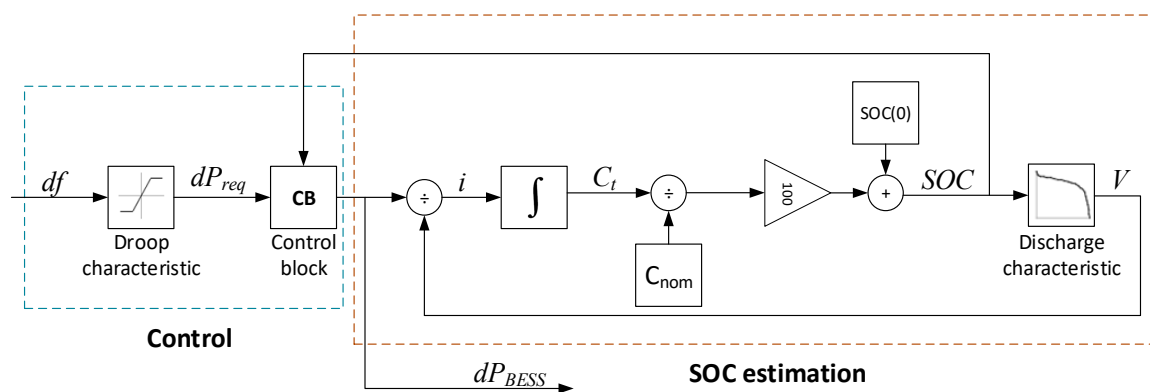 SOC(0)
df
dP_req
CB
÷
i
∫
C_t
÷
100
+
SOC
V
Droop
characteristic
Control
block
C_nom
Discharge
characteristic
Control
dP_BESS
SOC estimation